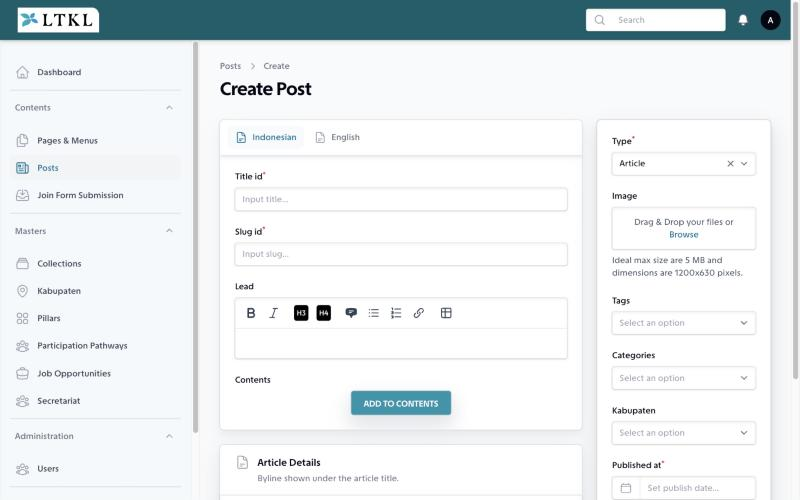 LTKL
Search
A
Dashboard
Contents
Pages & Menus
Posts
Join Form Submission
Masters
Collections
Kabupaten
Pillars
Participation Pathways
Job Opportunities
Secretariat
Administration
Users
Posts > Create
Create Post
Indonesian
English
Title id*
Input title...
Slug id*
Input slug...
Lead
B I H3 H4
Contents
ADD TO CONTENTS
Article Details
Byline shown under the article title.
Type*
Article
Image
Drag & Drop your files or
Browse
Ideal max size are 5 MB and
dimensions are 1200x630 pixels.
Tags
Select an option
Categories
Select an option
Kabupaten
Select an option
Published at*
Set publish date...